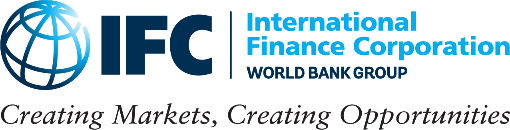 IFC
International
Finance Corporation
WORLD BANK GROUP
Creating Markets, Creating Opportunities